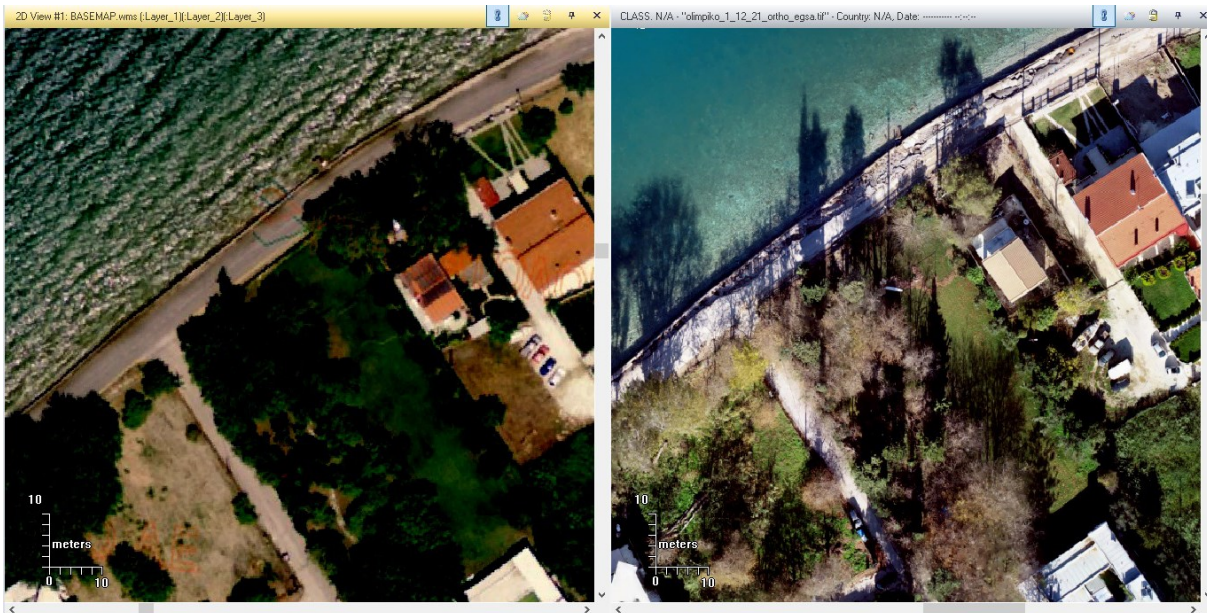 2D View #1: BASEMAP.wms (:Layer_1)(:Layer_2)(:Layer_3)
CLASS. N/A - "olimpiko_1_12_21_ortho_egsa.tif" - Country: N/A, Date: ----------- --:--:--
10
meters
0 10
10
meters
0 10